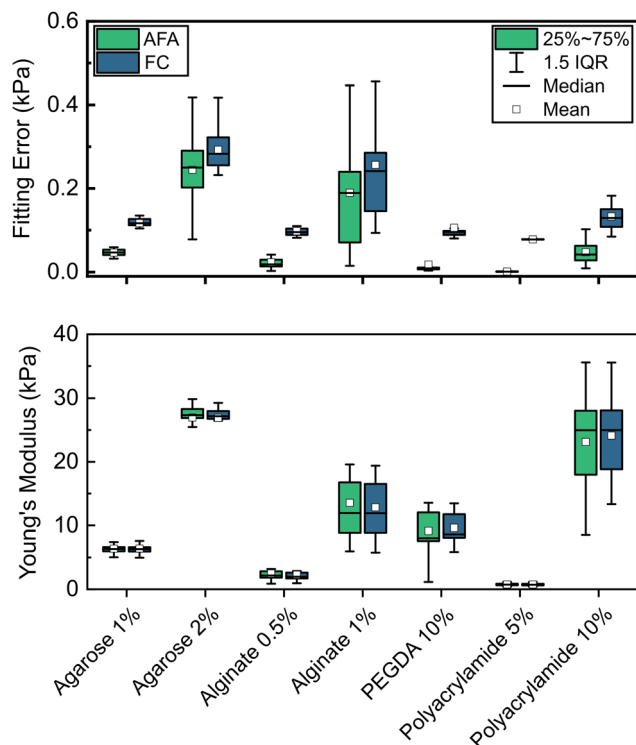 0.6
0.4
0.2
0.0
Fitting Error (kPa)
AFA
FC
25%~75%
1.5 IQR
Median
Mean
40
30
20
10
0
Young's Modulus (kPa)
Agarose 1%
Agarose 2%
Alginate 0.5%
Alginate 1%
PEGDA 10%
Polyacrylamide 5%
Polyacrylamide 10%